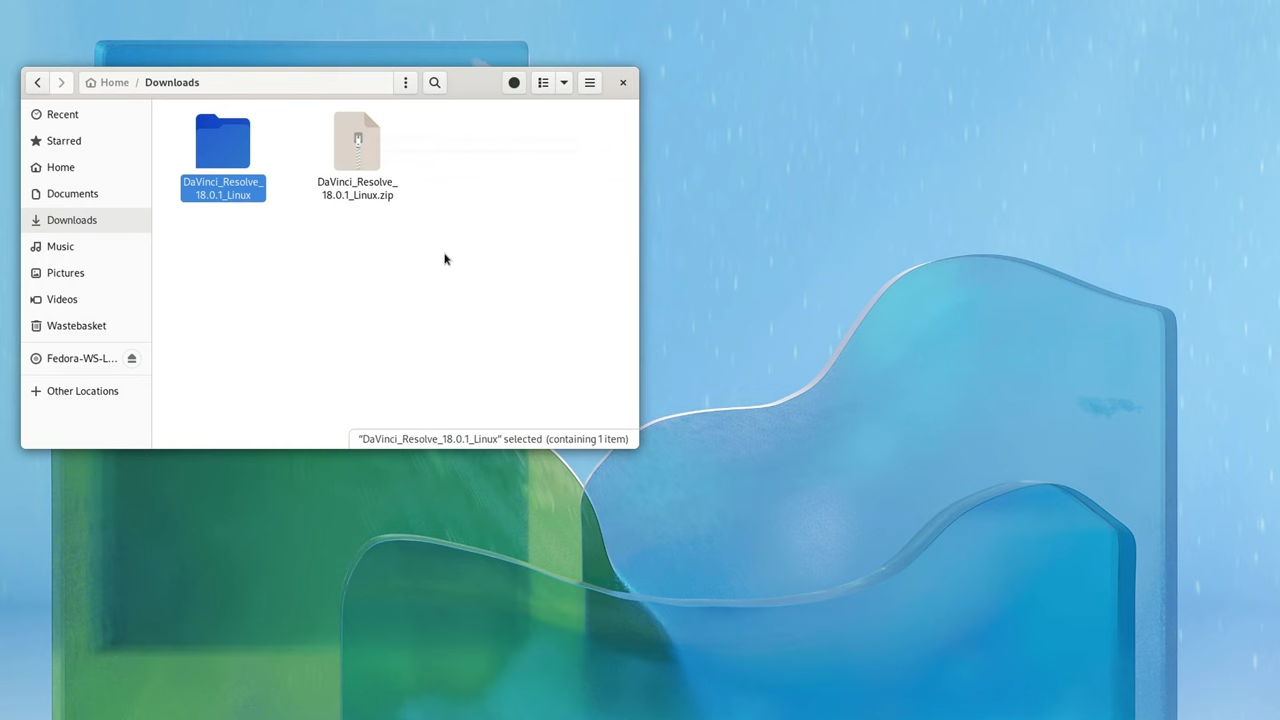 Home / Downloads
Recent
Starred
Home
Documents
Downloads
Music
Pictures
Videos
Wastebasket
Fedora-WS-L...
Other Locations
DaVinci_Resolve_
18.0.1_Linux
DaVinci_Resolve_
18.0.1_Linux.zip
"DaVinci_Resolve_18.0.1_Linux" selected (containing 1 item)